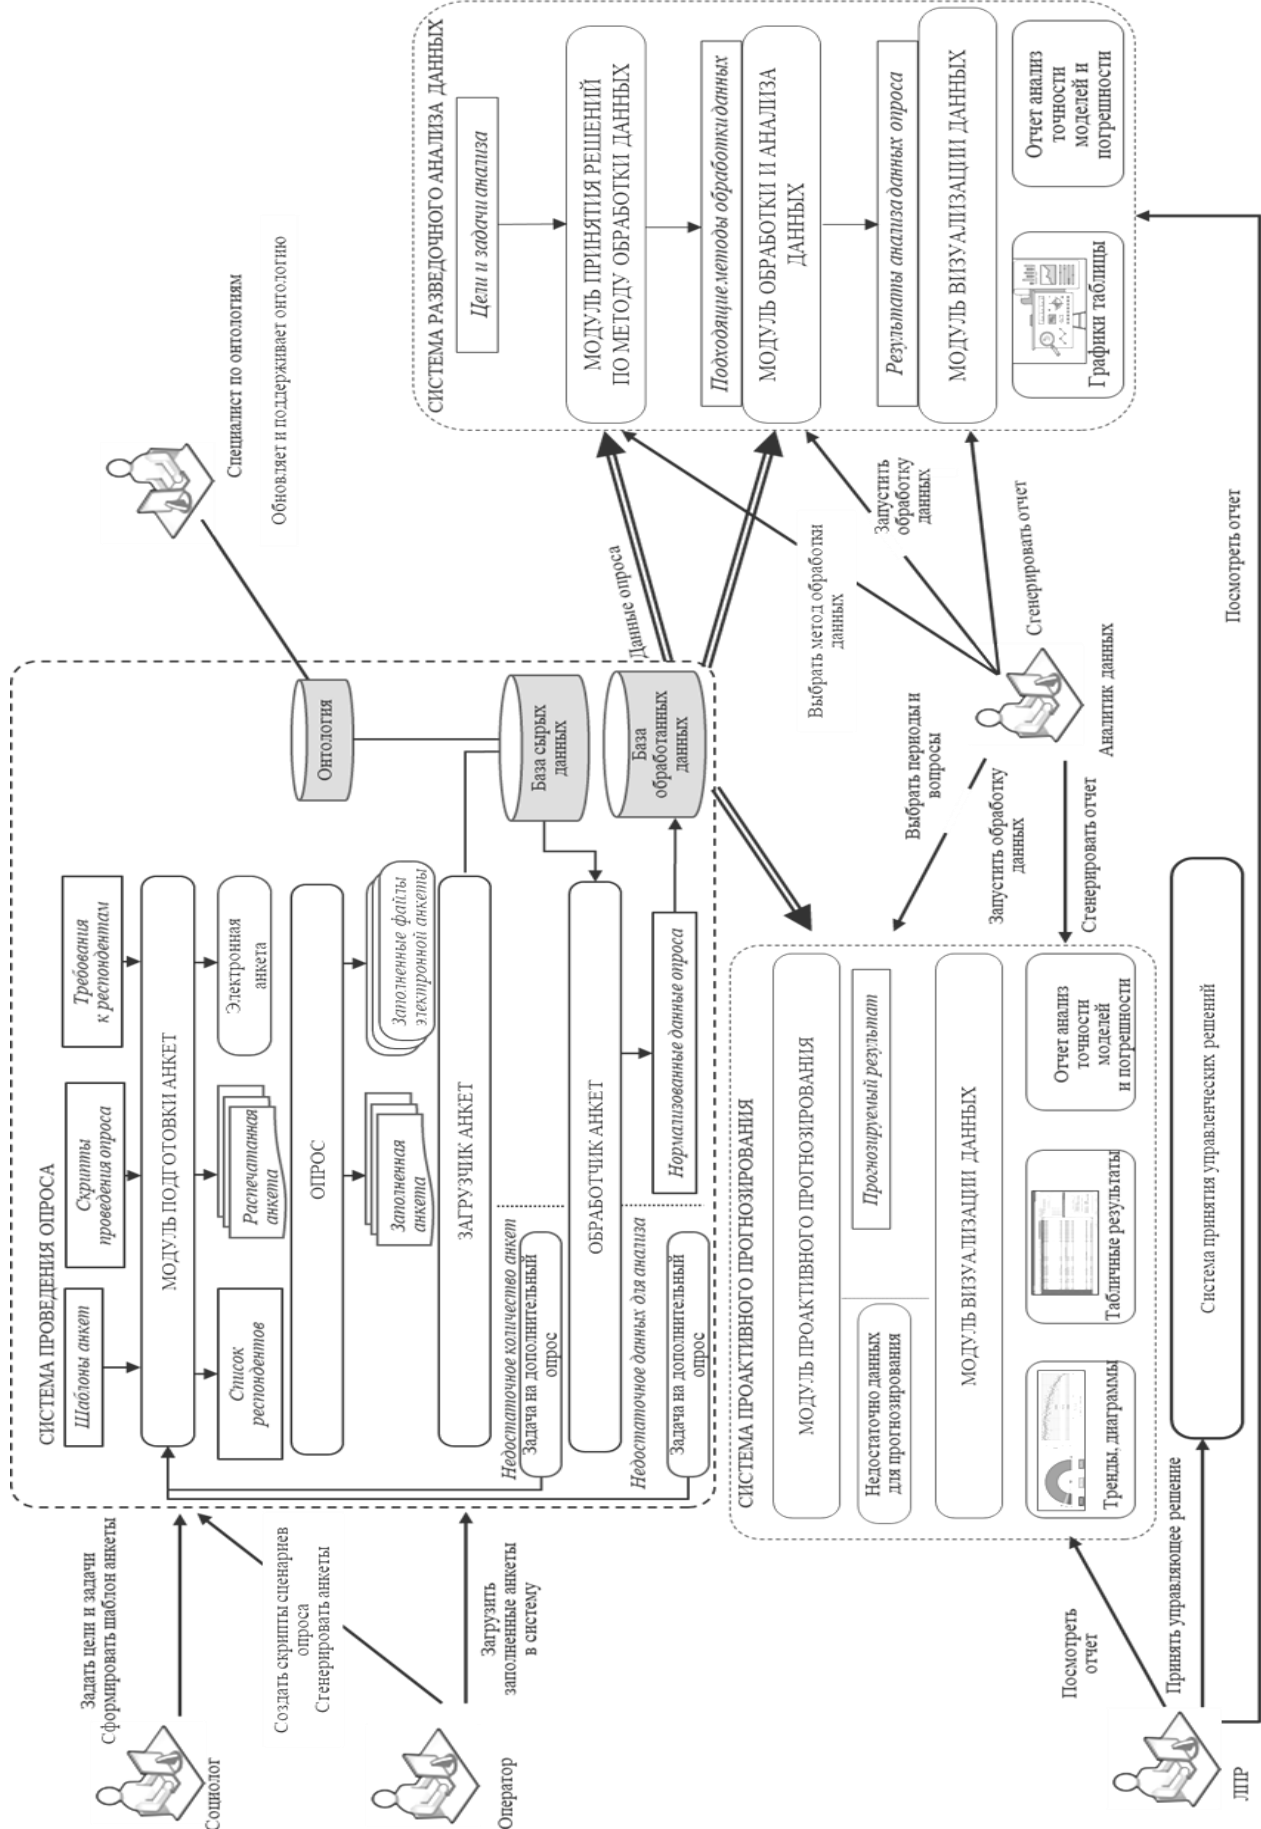 СИСТЕМА ПРОВЕДЕНИЯ ОПРОСА
Шаблоны анкет
Скрипты
проведения опроса
Требования
к респондентам
МОДУЛЬ ПОДГОТОВКИ АНКЕТ
Список
респондентов
Распечатанная
анкета
Электронная
анкета
ОПРОС
Заполненная
анкета
Заполненные файлы
электронной анкеты
ЗАГРУЗЧИК АНКЕТ
Недостаточное количество анкет
Задача на дополнительный
опрос
ОБРАБОТЧИК АНКЕТ
Недостаточное данных для анализа
Задача на дополнительный
опрос
Нормализованные данные опроса
Онтология
База сырых
данных
База
обработанных
данных
Социолог
Задать цели и задачи
Сформировать шаблон анкеты
Создать скрипты сценариев
опроса
Сгенерировать анкеты
Оператор
Загрузить
заполненные анкеты
в систему
Специалист по онтологиям
Обновляет и поддерживает онтологию
Данные опроса
СИСТЕМА РАЗВЕДОЧНОГО АНАЛИЗА ДАННЫХ
Цели и задачи анализа
МОДУЛЬ ПРИНЯТИЯ РЕШЕНИЙ
ПО МЕТОДУ ОБРАБОТКИ ДАННЫХ
Подходящие методы обработки данных
МОДУЛЬ ОБРАБОТКИ И АНАЛИЗА
ДАННЫХ
Результаты анализа данных опроса
МОДУЛЬ ВИЗУАЛИЗАЦИИ ДАННЫХ
Графики таблицы
Отчет анализ
точности
моделей и
погрешности
Выбрать метод обработки
данных
Запустить
обработку
данных
Сгенерировать отчет
Аналитик данных
Выбрать периоды и
вопросы
Запустить обработку
данных
Сгенерировать отчет
СИСТЕМА ПРОАКТИВНОГО ПРОГНОЗИРОВАНИЯ
МОДУЛЬ ПРОАКТИВНОГО ПРОГНОЗИРОВАНИЯ
Недостаточно данных
для прогнозирования
Прогнозируемый результат
МОДУЛЬ ВИЗУАЛИЗАЦИИ ДАННЫХ
Тренды, диаграммы
Табличные результаты
Отчет анализ
точности
моделей
и погрешности
Система принятия управленческих решений
Посмотреть
отчет
Принять управляющее решение
Посмотреть отчет
ЛПР